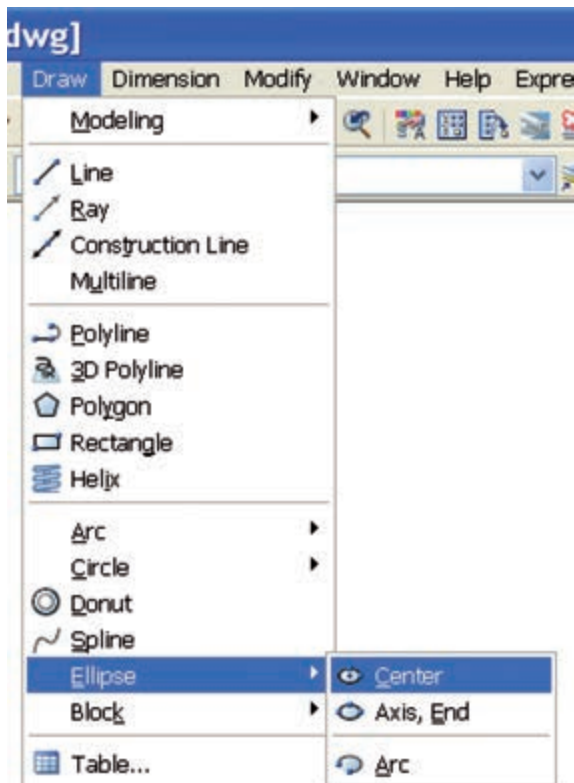 dwg]
Draw Dimension Modify Window Help Expre
Modeling
Line
Ray
Construction Line
Multiline
Polyline
3D Polyline
Polygon
Rectangle
Helix
Arc
Circle
Donut
Spline
Ellipse
Center
Block
Axis, End
Table...
Arc